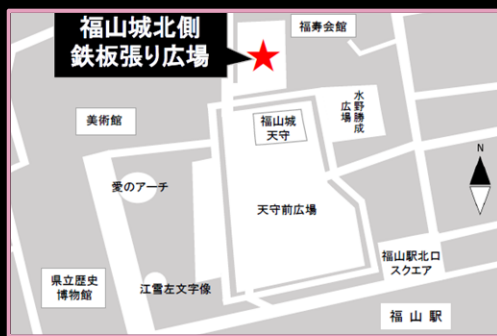 福山城北側
鉄板張り広場
福寿会館
美術館
福山城
天守
水野勝成
広場
N
愛のアーチ
天守前広場
県立歴史
博物館
江雪左文字像
福山駅北口
スクエア
福山駅